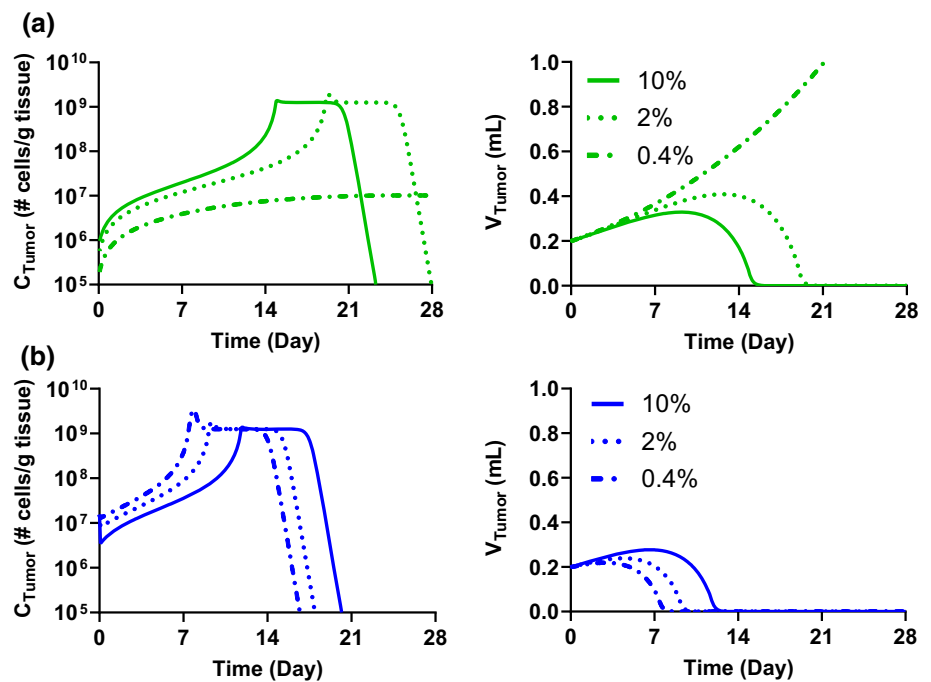 (a)
C_Tumor (# cells/g tissue)
10^10
10^9
10^8
10^7
10^6
10^5
0 7 14 21 28
Time (Day)
V_Tumor (mL)
1.0
0.8
0.6
0.4
0.2
0.0
10%
2%
0.4%
0 7 14 21 28
Time (Day)
(b)
C_Tumor (# cells/g tissue)
10^10
10^9
10^8
10^7
10^6
10^5
0 7 14 21 28
Time (Day)
V_Tumor (mL)
1.0
0.8
0.6
0.4
0.2
0.0
10%
2%
0.4%
0 7 14 21 28
Time (Day)